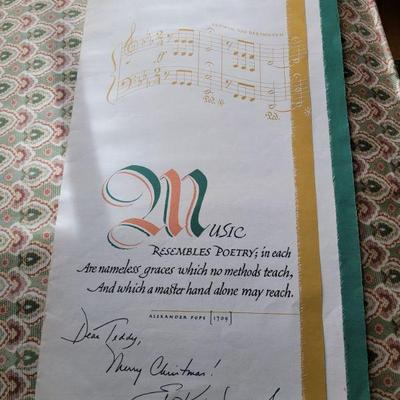 LUDWIG VAN BEETHOVEN
MUSIC
RESEMBLES POETRY; in each
Are nameless graces which no methods teach,
And which a master hand alone may reach.
ALEXANDER POPE [1709]
Dear Teddy,
Merry Christmas!